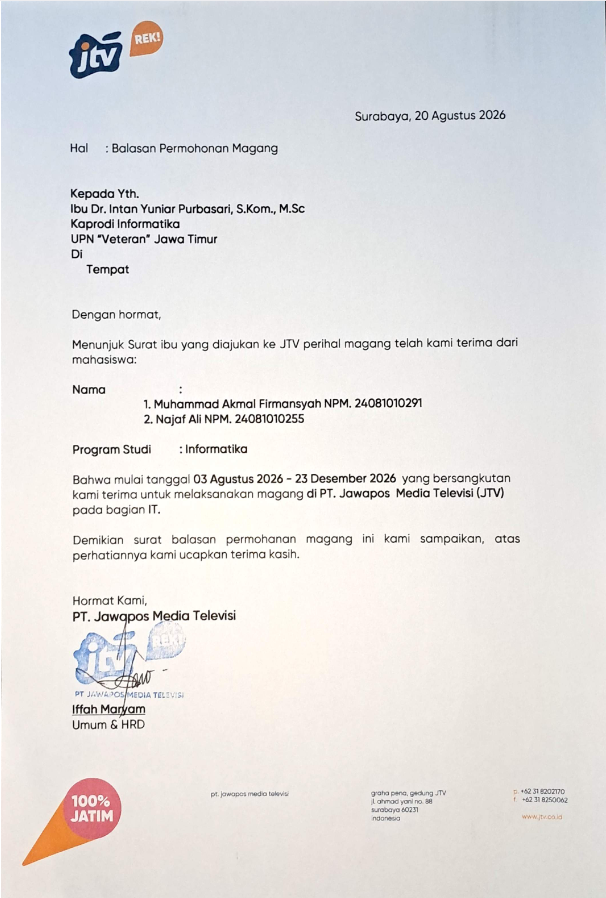 jtv
REK!
Surabaya, 20 Agustus 2026
Hal : Balasan Permohonan Magang
Kepada Yth.
Ibu Dr. Intan Yuniar Purbasari, S.Kom., M.Sc
Kaprodi Informatika
UPN "Veteran" Jawa Timur
Di
Tempat
Dengan hormat,
Menunjuk Surat ibu yang diajukan ke JTV perihal magang telah kami terima dari
mahasiswa:
Nama :
1. Muhammad Akmal Firmansyah NPM. 24081010291
2. Najaf Ali NPM. 24081010255
Program Studi : Informatika
Bahwa mulai tanggal 03 Agustus 2026 - 23 Desember 2026 yang bersangkutan
kami terima untuk melaksanakan magang di PT. Jawapos Media Televisi (JTV)
pada bagian IT.
Demikian surat balasan permohanan magang ini kami sampaikan, atas
perhatiannya kami ucapkan terima kasih.
Hormat Kami,
PT. Jawapos Media Televisi
jtv
REK!
PT JAWAPOS MEDIA TELEVISI
Iffah Maryam
Umum & HRD
100%
JATIM
pt. jawapos media televisi
graha pena, gedung JTV
jl. ahmad yani no. 88
surabaya 60231
indonesia
p. +62 31 8202170
f. +62 31 8250062
www.jtv.co.id